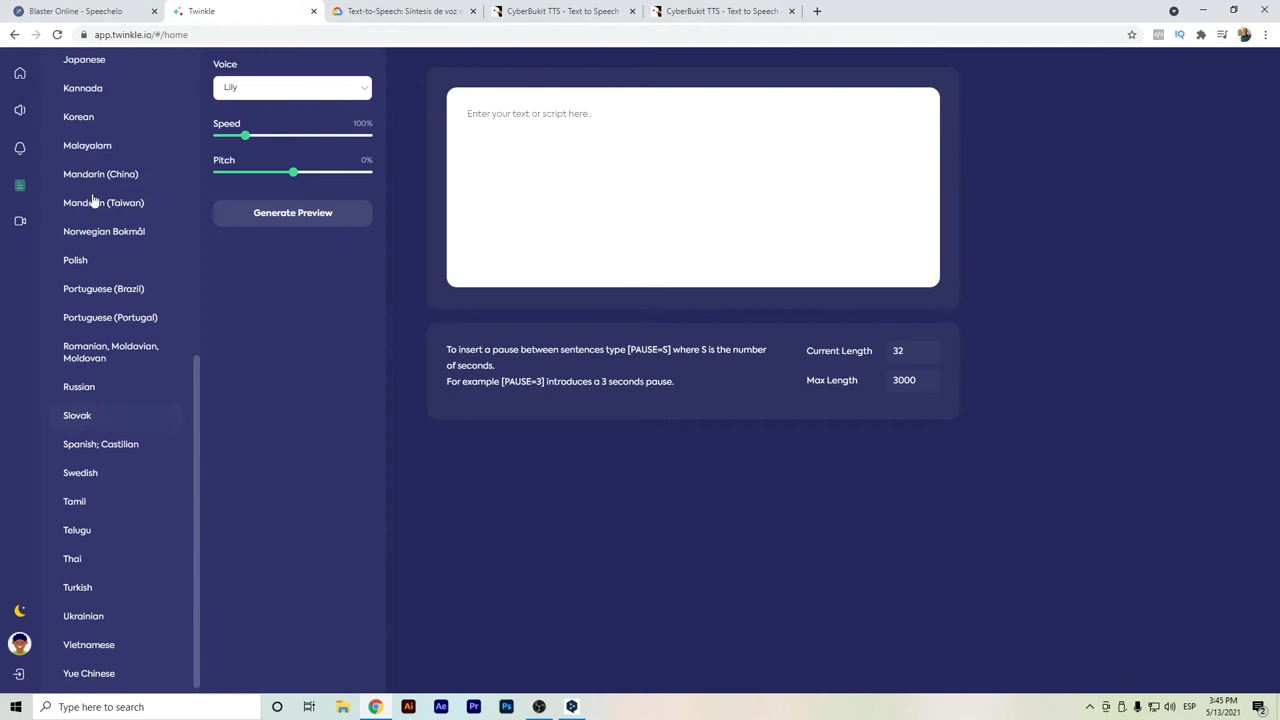 Blaster Online - Speechelo
Twinkle
Text-to-Speech: Síntesis de voz
CyberBukit TTS - Text to Speech
CyberBukit TTS - Text to Speech
app.twinkle.io/#/home
IQ
Japanese
Kannada
Korean
Malayalam
Mandarin (China)
Mandarin (Taiwan)
Norwegian Bokmål
Polish
Portuguese (Brazil)
Portuguese (Portugal)
Romanian, Moldavian,
Moldovan
Russian
Slovak
Spanish; Castilian
Swedish
Tamil
Telugu
Thai
Turkish
Ukrainian
Vietnamese
Yue Chinese
Voice
Lily
Speed 100%
Pitch 0%
Generate Preview
Enter your text or script here..
To insert a pause between sentences type [PAUSE=S] where S is the number
of seconds.
For example [PAUSE=3] introduces a 3 seconds pause.
Current Length 32
Max Length 3000
Type here to search
Ai
Ae
Pr
Ps
ESP
3:45 PM
5/13/2021